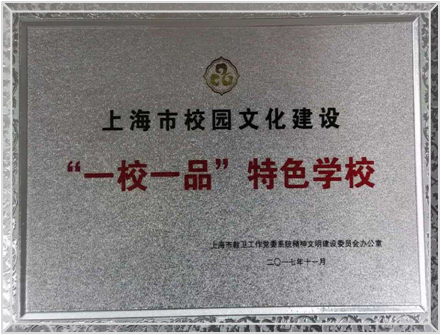 上海市校园文化建设
“一校一品”特色学校
上海市教卫工作党委系统精神文明建设委员会办公室
二〇一七年十一月